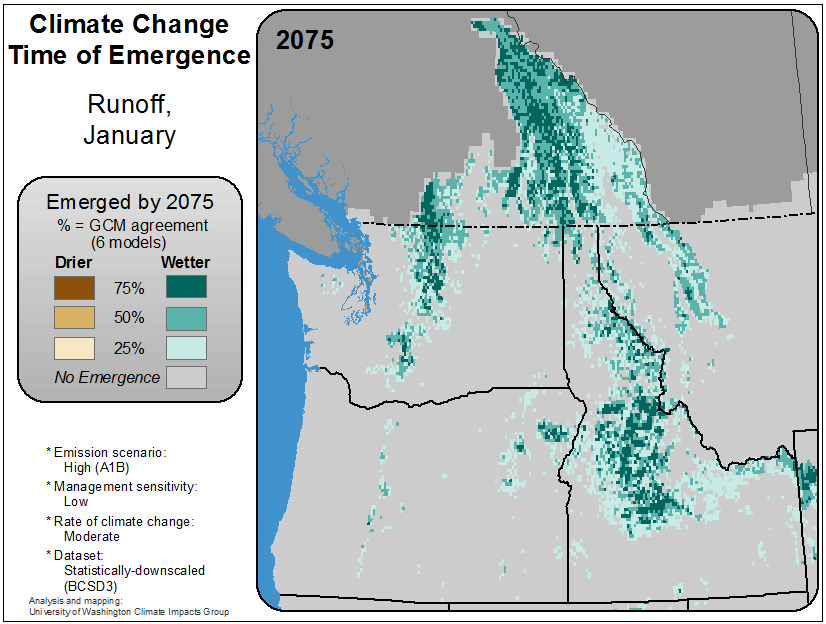 Climate Change
Time of Emergence
Runoff,
January
2075
Emerged by 2075
% = GCM agreement
(6 models)
Drier Wetter
75%
50%
25%
No Emergence
* Emission scenario:
High (A1B)
* Management sensitivity:
Low
* Rate of climate change:
Moderate
* Dataset:
Statistically-downscaled
(BCSD3)
Analysis and mapping:
University of Washington Climate Impacts Group